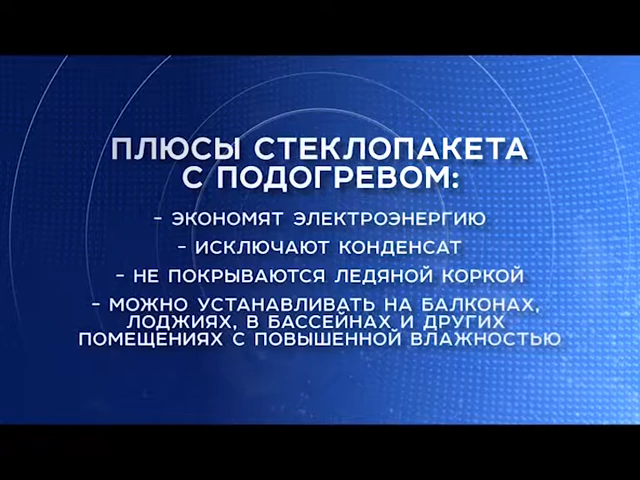 ПЛЮСЫ СТЕКЛОПАКЕТА
С ПОДОГРЕВОМ:
- ЭКОНОМЯТ ЭЛЕКТРОЭНЕРГИЮ
- ИСКЛЮЧАЮТ КОНДЕНСАТ
- НЕ ПОКРЫВАЮТСЯ ЛЕДЯНОЙ КОРКОЙ
- МОЖНО УСТАНАВЛИВАТЬ НА БАЛКОНАХ,
ЛОДЖИЯХ, В БАССЕЙНАХ И ДРУГИХ
ПОМЕЩЕНИЯХ С ПОВЫШЕННОЙ ВЛАЖНОСТЬЮ